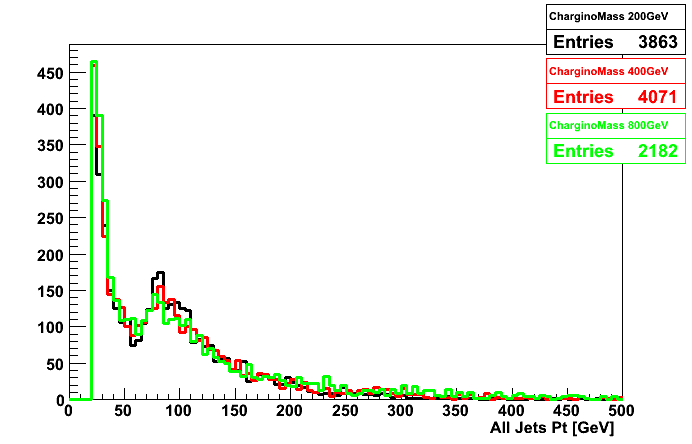 CharginoMass 200GeV
Entries 3863
CharginoMass 400GeV
Entries 4071
CharginoMass 800GeV
Entries 2182
450
400
350
300
250
200
150
100
50
0
0 50 100 150 200 250 300 350 400 450 500
All Jets Pt [GeV]